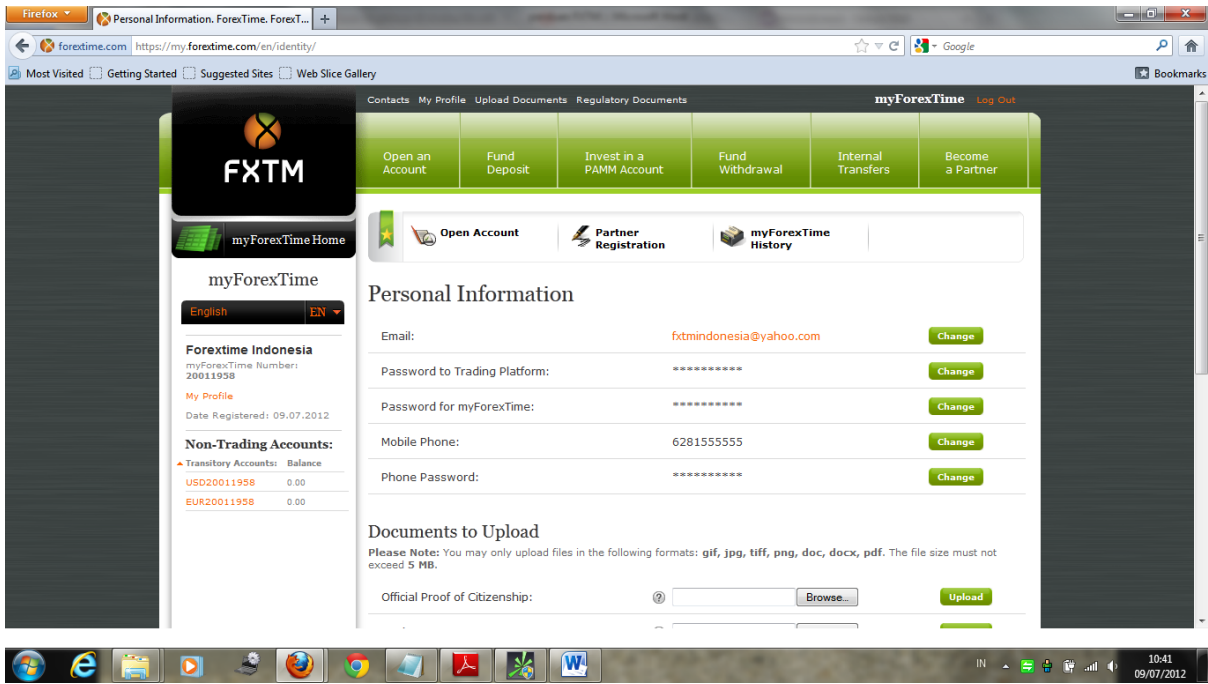 Firefox
Personal Information. ForexTime. ForexT...
forextime.com https://my.forextime.com/en/identity/
Google
Most Visited Getting Started Suggested Sites Web Slice Gallery
Bookmarks
Contacts My Profile Upload Documents Regulatory Documents
myForexTime Log Out
FXTM
Open an Account
Fund Deposit
Invest in a PAMM Account
Fund Withdrawal
Internal Transfers
Become a Partner
myForexTime Home
Open Account
Partner Registration
myForexTime History
myForexTime
English EN
Forextime Indonesia
myForexTime Number:
20011958
My Profile
Date Registered: 09.07.2012
Non-Trading Accounts:
Transitory Accounts: Balance
USD20011958 0.00
EUR20011958 0.00
Personal Information
Email: fxtmindonesia@yahoo.com Change
Password to Trading Platform: ********** Change
Password for myForexTime: ********** Change
Mobile Phone: 6281555555 Change
Phone Password: ********** Change
Documents to Upload
Please Note: You may only upload files in the following formats: gif, jpg, tiff, png, doc, docx, pdf. The file size must not
exceed 5 MB.
Official Proof of Citizenship: Browse... Upload
IN
10:41
09/07/2012